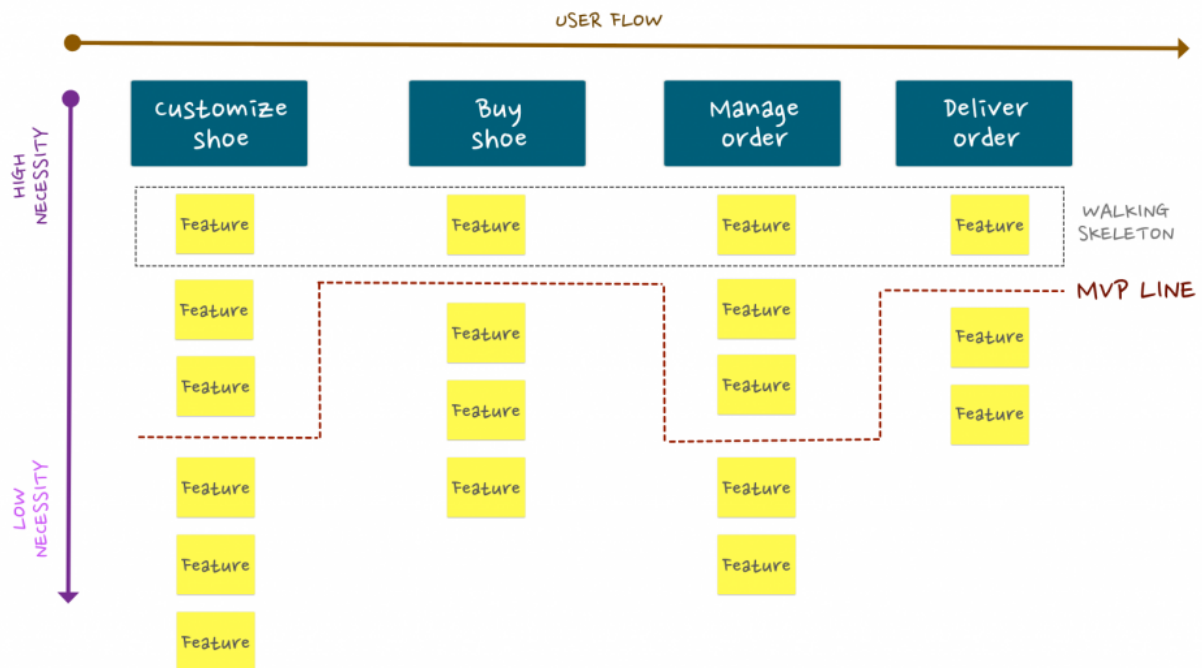 USER FLOW
HIGH
NECESSITY
Customize
Shoe
Buy
Shoe
Manage
order
Deliver
order
Feature
Feature
Feature
Feature
WALKING
SKELETON
Feature
Feature
MVP LINE
Feature
Feature
Feature
Feature
Feature
Feature
LOW
NECESSITY
Feature
Feature
Feature
Feature
Feature
Feature